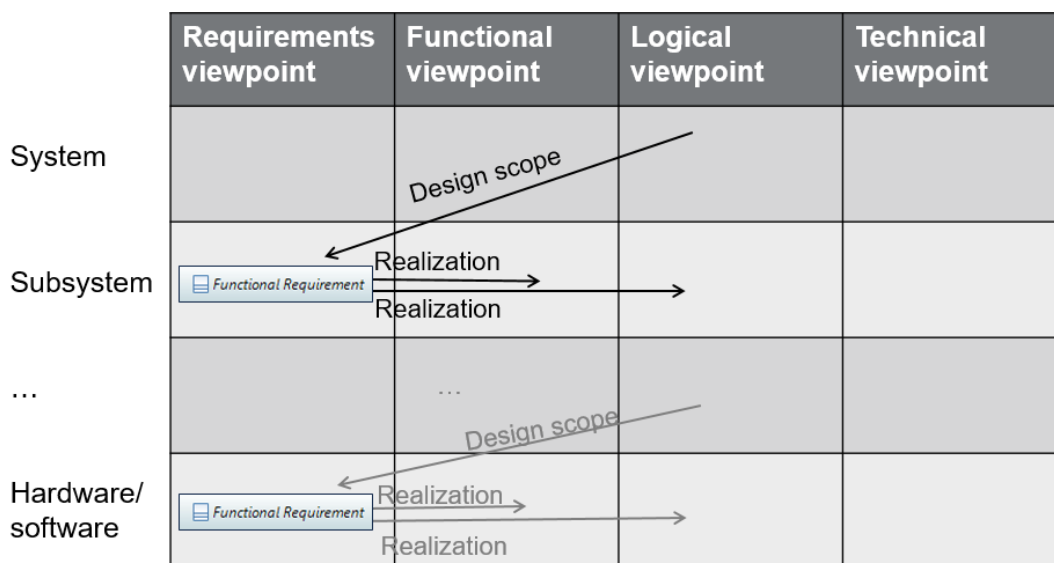 Requirements viewpoint
Functional viewpoint
Logical viewpoint
Technical viewpoint
System
Design scope
Subsystem
Functional Requirement
Realization
Realization
...
...
Design scope
Hardware/
software
Functional Requirement
Realization
Realization